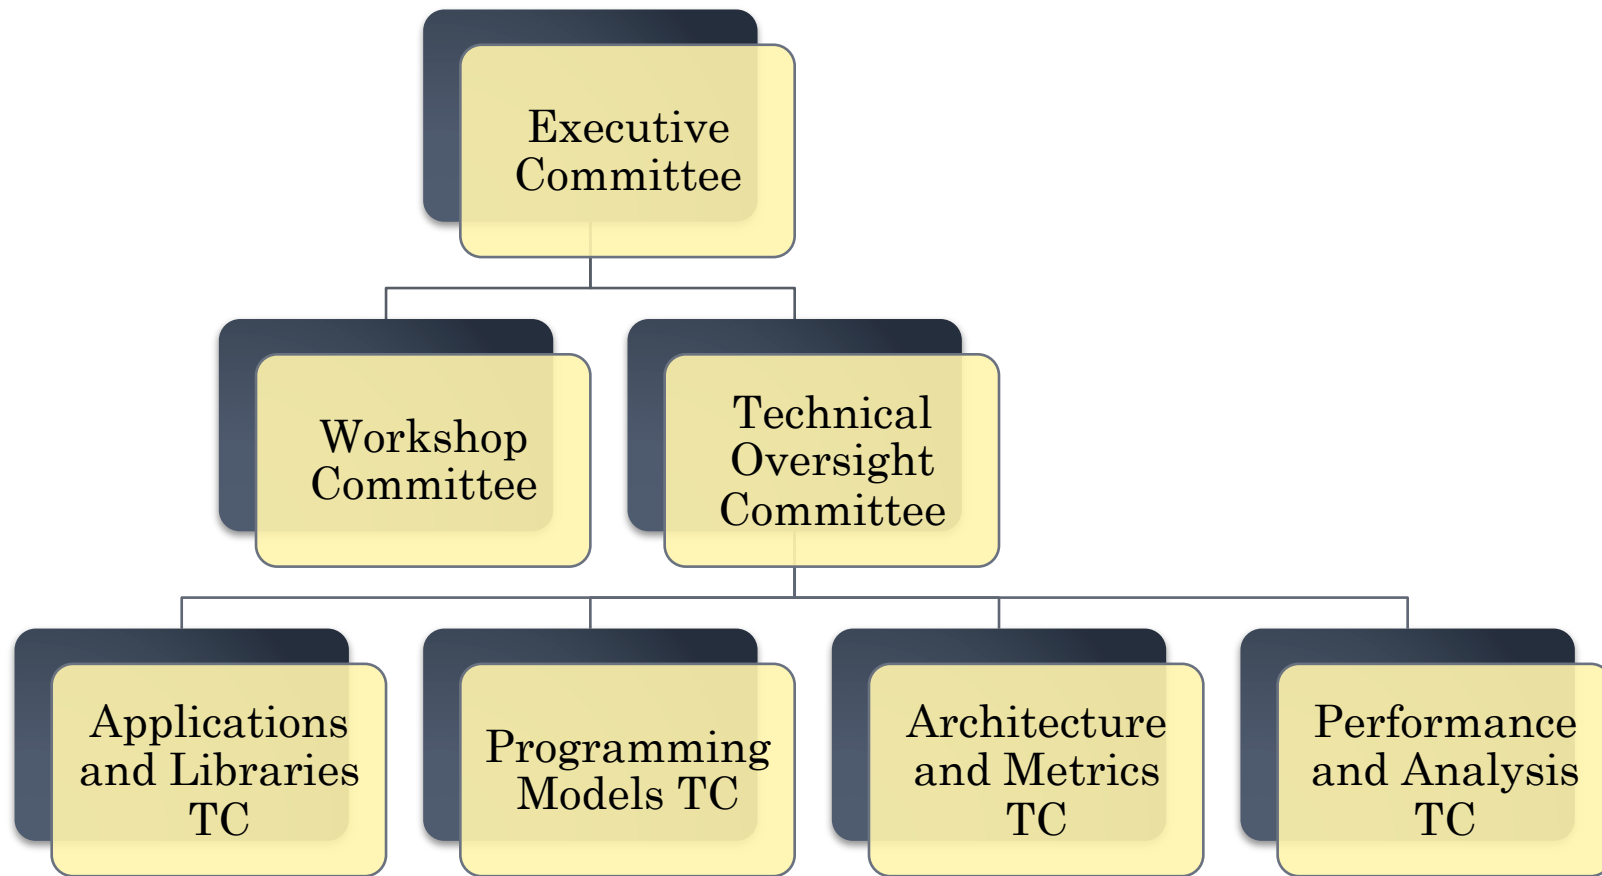 Executive
Committee
Workshop
Committee
Technical
Oversight
Committee
Applications
and Libraries
TC
Programming
Models TC
Architecture
and Metrics
TC
Performance
and Analysis
TC